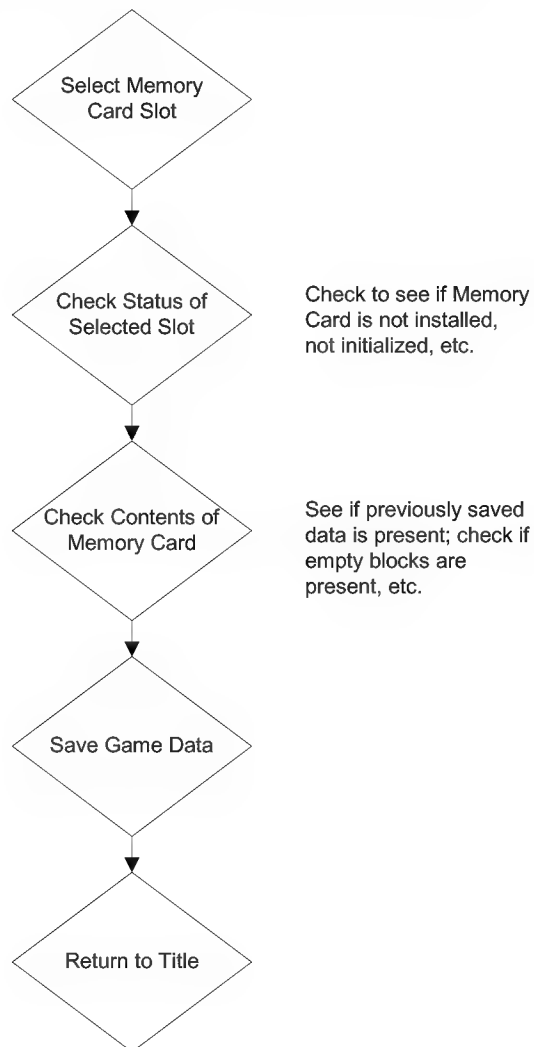 Select Memory
Card Slot
Check Status of
Selected Slot
Check to see if Memory
Card is not installed,
not initialized, etc.
Check Contents of
Memory Card
See if previously saved
data is present; check if
empty blocks are
present, etc.
Save Game Data
Return to Title